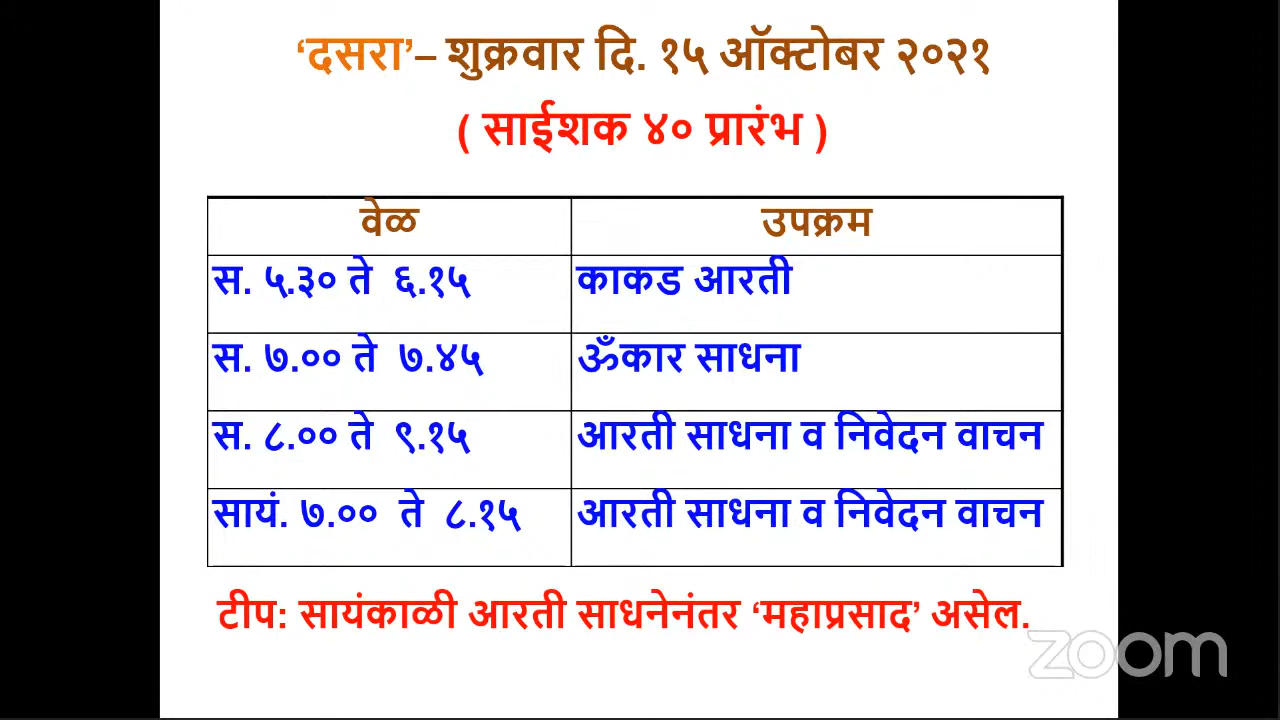 ‘दसरा’– शुक्रवार दि. १५ ऑक्टोबर २०२१
( साईशक ४० प्रारंभ )
वेळ उपक्रम
स. ५.३० ते ६.१५ काकड आरती
स. ७.०० ते ७.४५ ॐकार साधना
स. ८.०० ते ९.१५ आरती साधना व निवेदन वाचन
सायं. ७.०० ते ८.१५ आरती साधना व निवेदन वाचन
टीप: सायंकाळी आरती साधनेनंतर ‘महाप्रसाद’ असेल.
zoom